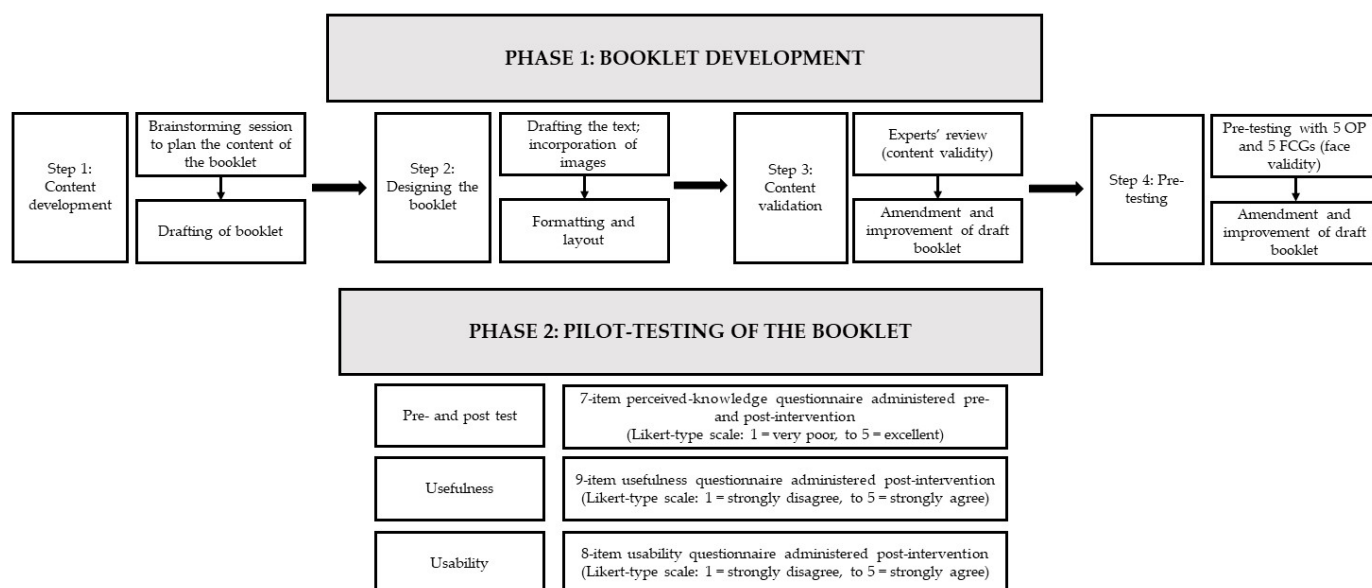 PHASE 1: BOOKLET DEVELOPMENT
Step 1:
Content
development
Brainstorming session
to plan the content of
the booklet
Drafting of booklet
Step 2:
Designing the
booklet
Drafting the text;
incorporation of
images
Formatting and
layout
Step 3:
Content
validation
Experts’ review
(content validity)
Amendment and
improvement of draft
booklet
Step 4: Pre-
testing
Pre-testing with 5 OP
and 5 FCGs (face
validity)
Amendment and
improvement of draft
booklet
PHASE 2: PILOT-TESTING OF THE BOOKLET
Pre- and post test
7-item perceived-knowledge questionnaire administered pre-
and post-intervention
(Likert-type scale: 1 = very poor, to 5 = excellent)
Usefulness
9-item usefulness questionnaire administered post-intervention
(Likert-type scale: 1 = strongly disagree, to 5 = strongly agree)
Usability
8-item usability questionnaire administered post-intervention
(Likert-type scale: 1 = strongly disagree, to 5 = strongly agree)